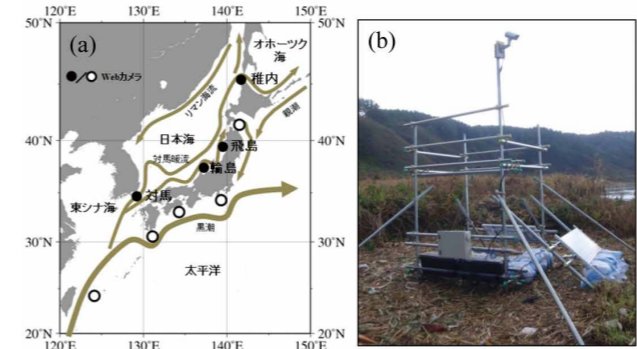 120˚E 130˚E 140˚E 150˚E
50˚N 50˚N
(a)
オホーツク
海
●/○ Webカメラ
稚内
リマン海流
親潮
40˚N 40˚N
日本海
飛島
対馬暖流
輪島
対馬
東シナ海
黒潮
30˚N 30˚N
太平洋
20˚N 20˚N
120˚E 130˚E 140˚E 150˚E
(b)